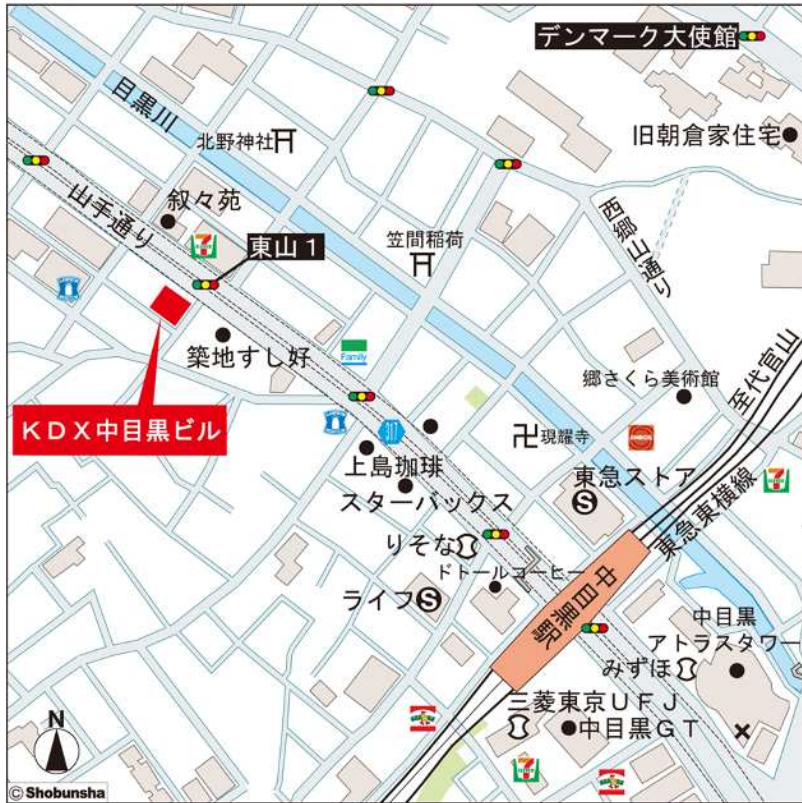 デンマーク大使館
目黒川
北野神社
旧朝倉家住宅
叙々苑
山手通り
西郷山通り
東山1
笠間稲荷
築地すし好
Family
至代官山
郷さくら美術館
KDX中目黒ビル
317
卍現耀寺
ENEOS
上島珈琲
東急ストア
S
スターバックス
東急東横線
りそな
ドトールコーヒー
中目黒駅
ライフS
中目黒
アトラスタワー
みずほ
三菱東京UFJ
中目黒GT
N
© Shobunsha